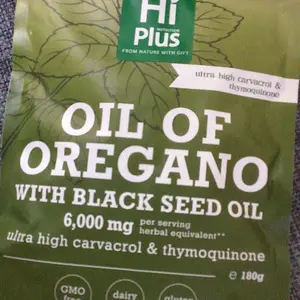 Hi
NUTRITION
Plus
FROM NATURE WITH GIFT
ultra high carvacrol &
thymoquinone
OIL OF
OREGANO
WITH BLACK SEED OIL
6,000 mg per serving
herbal equivalent**
ultra high carvacrol & thymoquinone
e 180g
GMO dairy gluten
free